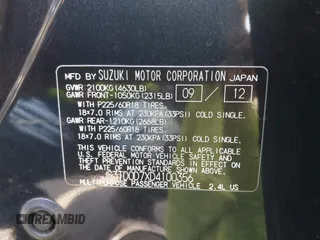 MFD BY SUZUKI MOTOR CORPORATION JAPAN
GVWR 2100KG(4630LB)
GAWR FRONT-1050KG(2315LB) 09 / 12
WITH P225/60R18 TIRES.
18×7.0 RIMS AT 230KPA(33PSI) COLD SINGLE.
GAWR REAR-1210KG(2668LB)
WITH P225/60R18 TIRES.
18×7.0 RIMS AT 230KPA(33PSI) COLD SINGLE.
THIS VEHICLE CONFORMS TO ALL APPLICABLE
FEDERAL MOTOR VEHICLE SAFETY AND
THEFT PREVENTION STANDARDS IN EFFECT ON
THE DATE OF MANUFACTURE SHOWN ABOVE.
MULTIPURPOSE PASSENGER VEHICLE 2.4L US
DREAMBID